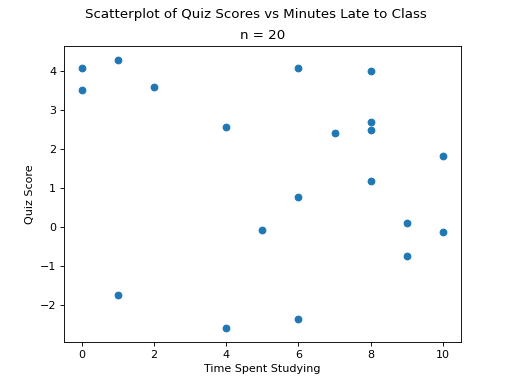 Scatterplot of Quiz Scores vs Minutes Late to Class
n = 20
4
3
2
1
0
−1
−2
Quiz Score
0 2 4 6 8 10
Time Spent Studying